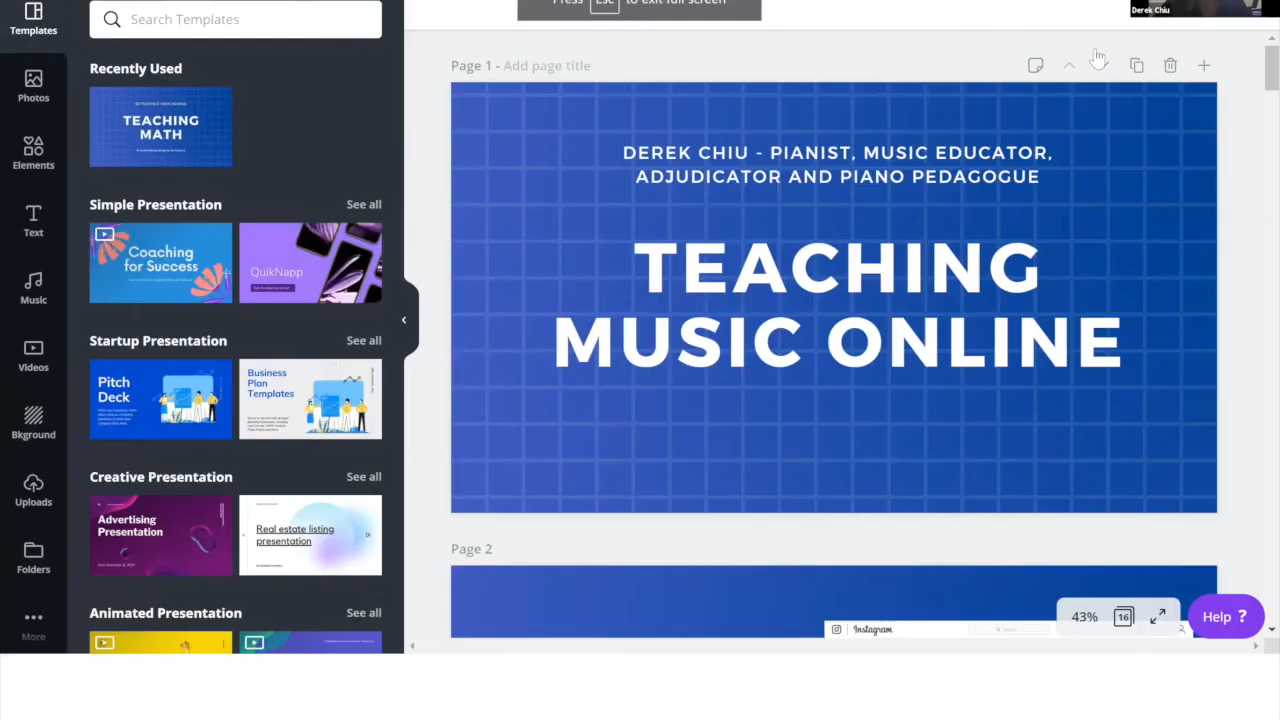 Press Esc to exit full screen
Derek Chiu
Templates
Photos
Elements
Text
Music
Videos
Bkground
Uploads
Folders
More
Search Templates
Recently Used
TEACHING
MATH
Simple Presentation
See all
Coaching
for Success
QuikNapp
Startup Presentation
See all
Pitch
Deck
Business
Plan
Templates
Creative Presentation
See all
Advertising
Presentation
Real estate listing
presentation
Animated Presentation
See all
Page 1 - Add page title
DEREK CHIU - PIANIST, MUSIC EDUCATOR,
ADJUDICATOR AND PIANO PEDAGOGUE
TEACHING
MUSIC ONLINE
Page 2
Instagram
43%
16
Help ?